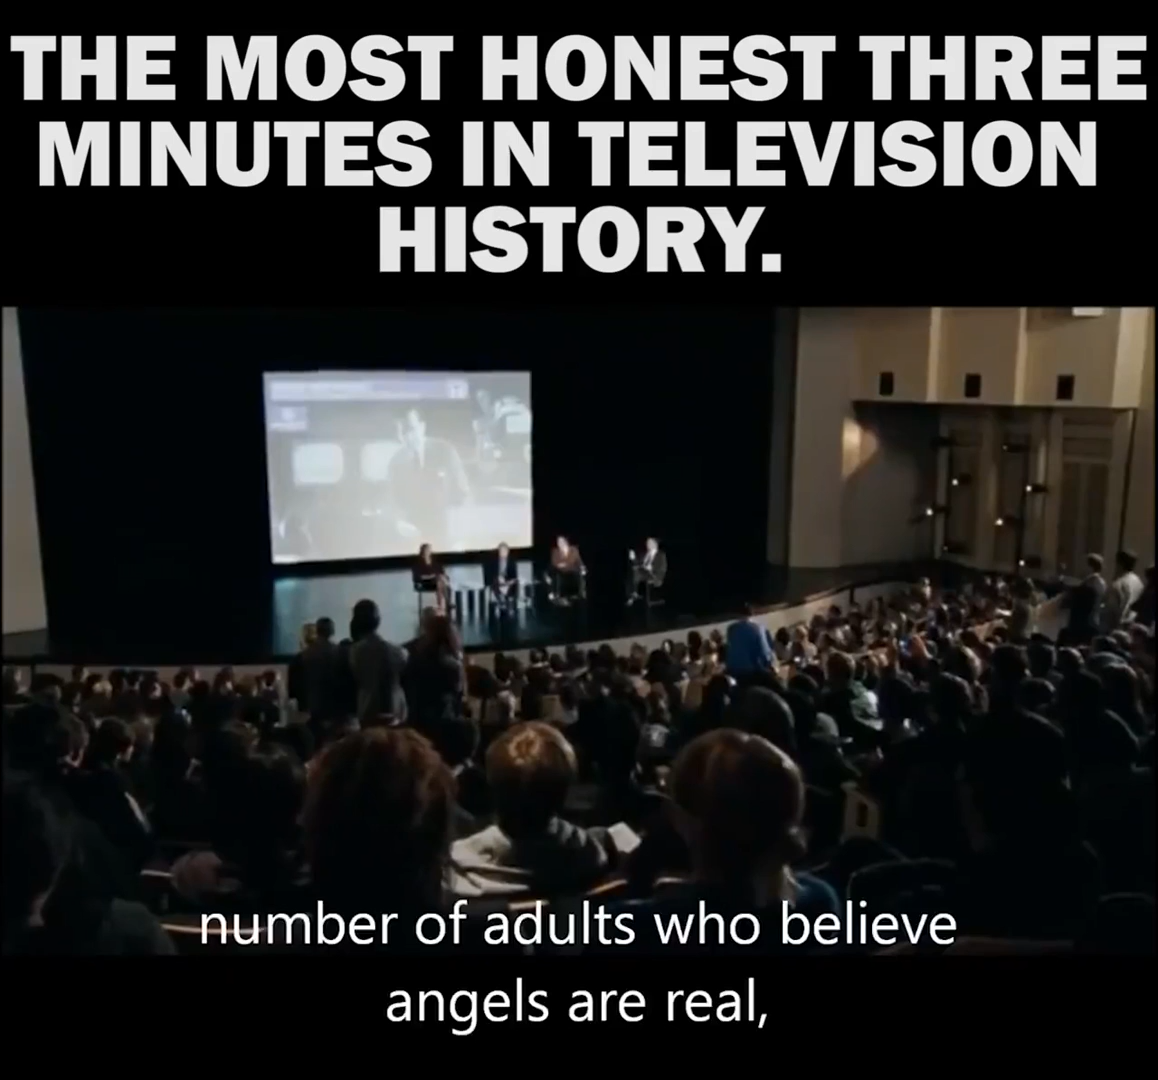 THE MOST HONEST THREE
MINUTES IN TELEVISION
HISTORY.
number of adults who believe
angels are real,